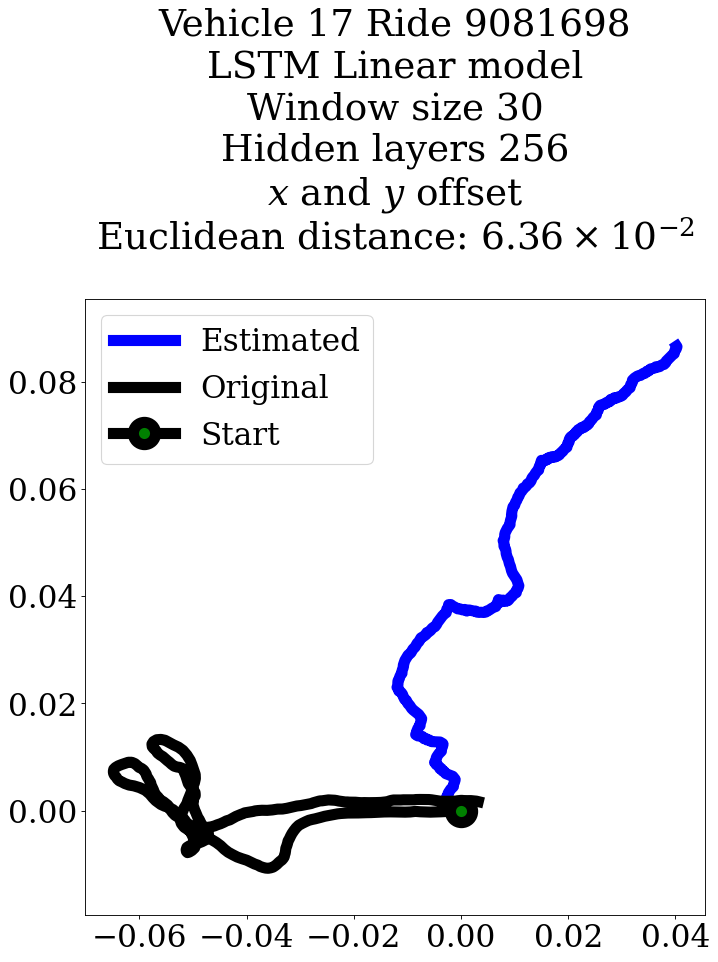 Vehicle 17 Ride 9081698
LSTM Linear model
Window size 30
Hidden layers 256
x and y offset
Euclidean distance: 6.36 × 10⁻²
Estimated
Original
Start
0.08
0.06
0.04
0.02
0.00
−0.06 −0.04 −0.02 0.00 0.02 0.04